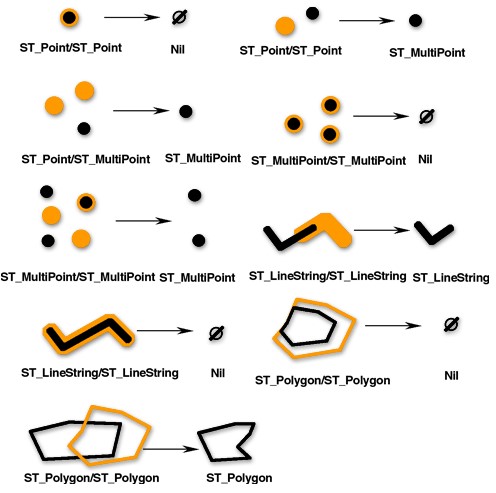 ST_Point/ST_Point
Nil
ST_Point/ST_Point
ST_MultiPoint
ST_Point/ST_MultiPoint
ST_MultiPoint
ST_MultiPoint/ST_MultiPoint
Nil
ST_MultiPoint/ST_MultiPoint
ST_MultiPoint
ST_LineString/ST_LineString
ST_LineString
ST_LineString/ST_LineString
Nil
ST_Polygon/ST_Polygon
Nil
ST_Polygon/ST_Polygon
ST_Polygon